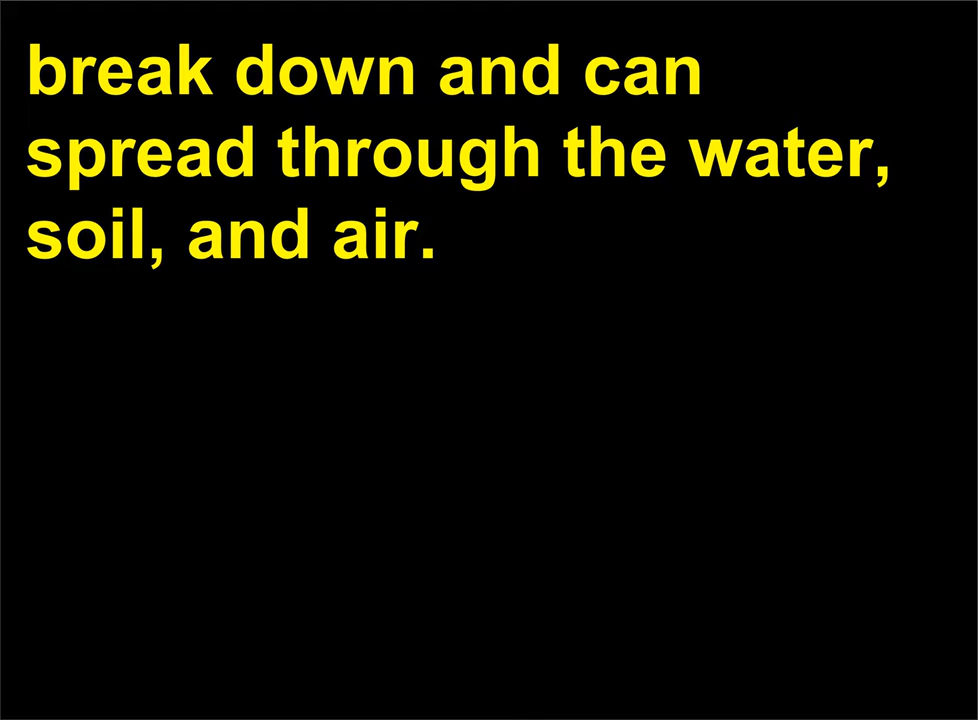 break down and can
spread through the water,
soil, and air.